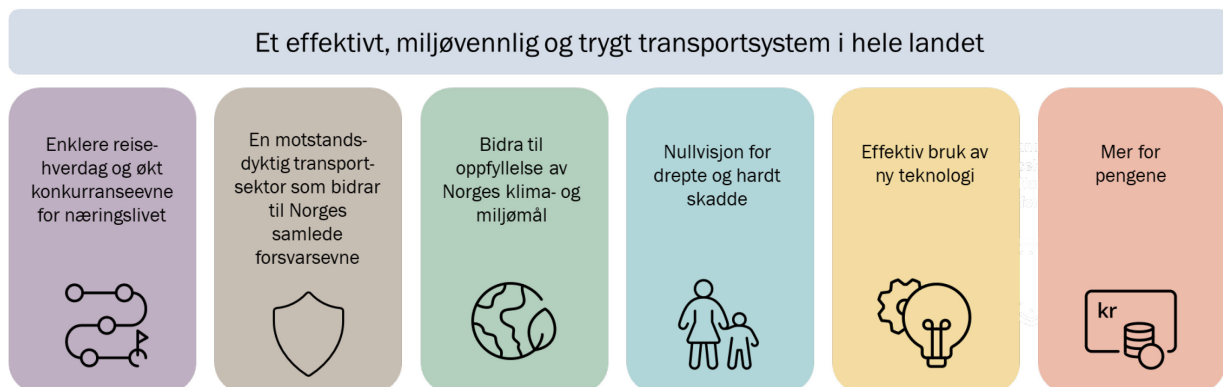 Et effektivt, miljøvennlig og trygt transportsystem i hele landet
Enklere reise-
hverdag og økt
konkurranseevne
for næringslivet
En motstands-
dyktig transport-
sektor som bidrar
til Norges
samlede
forsvarsevne
Bidra til
oppfyllelse av
Norges klima- og
miljømål
Nullvisjon for
drepte og hardt
skadde
Effektiv bruk av
ny teknologi
Mer for
pengene
kr